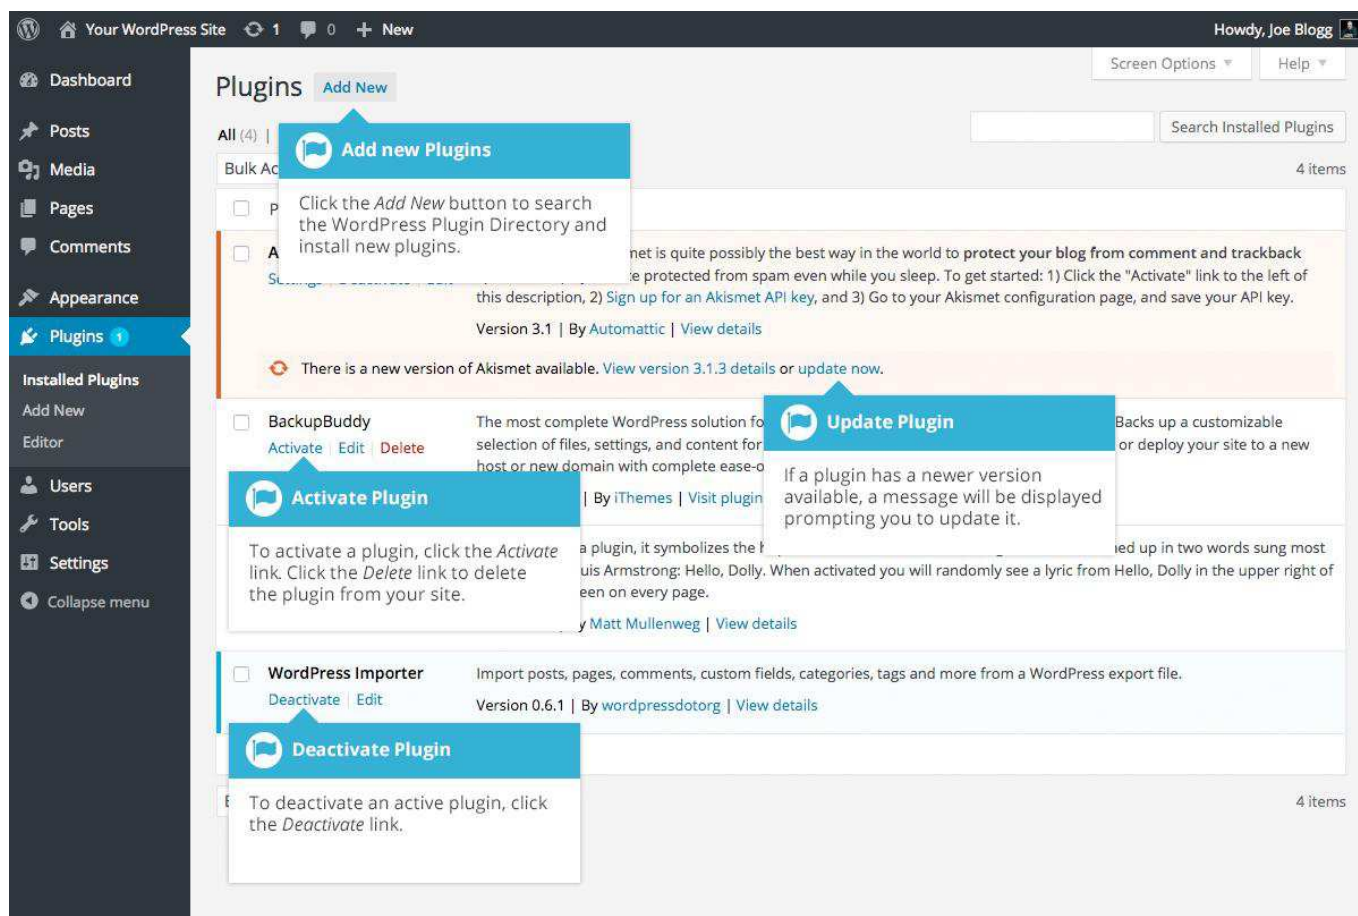 Your WordPress Site 1 0 New Howdy, Joe Blogg
Screen Options Help
Dashboard
Posts
Media
Pages
Comments
Appearance
Plugins 1
Installed Plugins
Add New
Editor
Users
Tools
Settings
Collapse menu
Plugins Add New
All (4) |
Search Installed Plugins
Bulk
4 items
Add new Plugins
Click the Add New button to search
the WordPress Plugin Directory and
install new plugins.
is quite possibly the best way in the world to protect your blog from comment and trackback
protected from spam even while you sleep. To get started: 1) Click the "Activate" link to the left of
this description, 2) Sign up for an Akismet API key, and 3) Go to your Akismet configuration page, and save your API key.
Version 3.1 | By Automattic | View details
There is a new version of Akismet available. View version 3.1.3 details or update now.
BackupBuddy
Activate | Edit | Delete
The most complete WordPress solution Backs up a customizable
selection of files, settings, and content for or deploy your site to a new
host or new domain with complete
| By iThemes | Visit plugin
Update Plugin
If a plugin has a newer version
available, a message will be displayed
prompting you to update it.
Activate Plugin
To activate a plugin, click the Activate
link. Click the Delete link to delete
the plugin from your site.
a plugin, it symbolizes the up in two words sung most
Armstrong: Hello, Dolly. When activated you will randomly see a lyric from Hello, Dolly in the upper right of
on every page.
Matt Mullenweg | View details
WordPress Importer
Deactivate | Edit
Import posts, pages, comments, custom fields, categories, tags and more from a WordPress export file.
Version 0.6.1 | By wordpressdotorg | View details
Deactivate Plugin
To deactivate an active plugin, click
the Deactivate link.
4 items